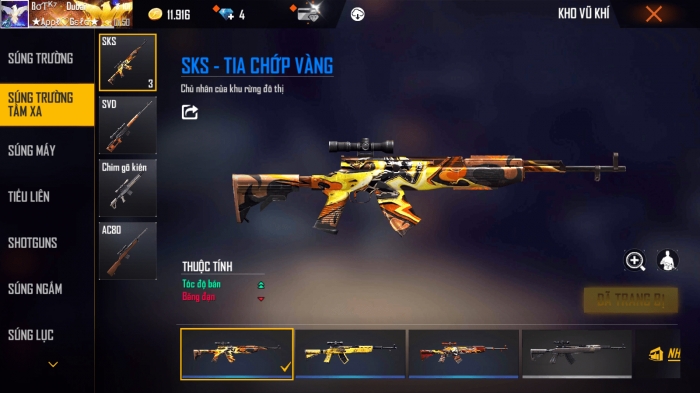 11.916
4
KHO VŨ KHÍ
SÚNG TRƯỜNG
SÚNG TRƯỜNG
TẦM XA
SÚNG MÁY
TIỂU LIÊN
SHOTGUNS
SÚNG NGẮM
SÚNG LỤC
SKS
3
SVD
Chim gõ kiến
AC80
SKS - TIA CHỚP VÀNG
Chủ nhân của khu rừng đô thị
THUỘC TÍNH
Tốc độ bắn
Băng đạn
ĐÃ TRANG BỊ
NH